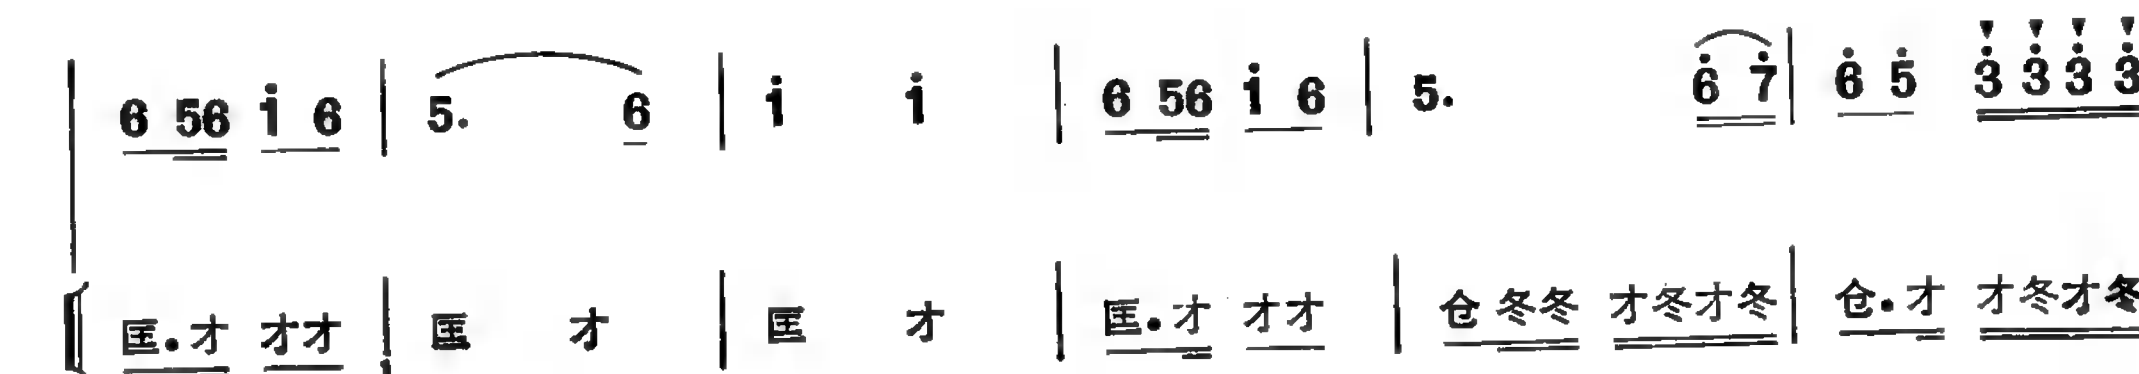 6 56 i 6 | 5. 6 | i i | 6 56 i 6 | 5. 6̇ 7̇ | 6̇ 5̇ 3̇ 3̇ 3̇ 3̇
匡.才 才才 | 匡 才 | 匡 才 | 匡.才 才才 | 仓 冬冬 才冬才冬 | 仓.才 才冬才冬